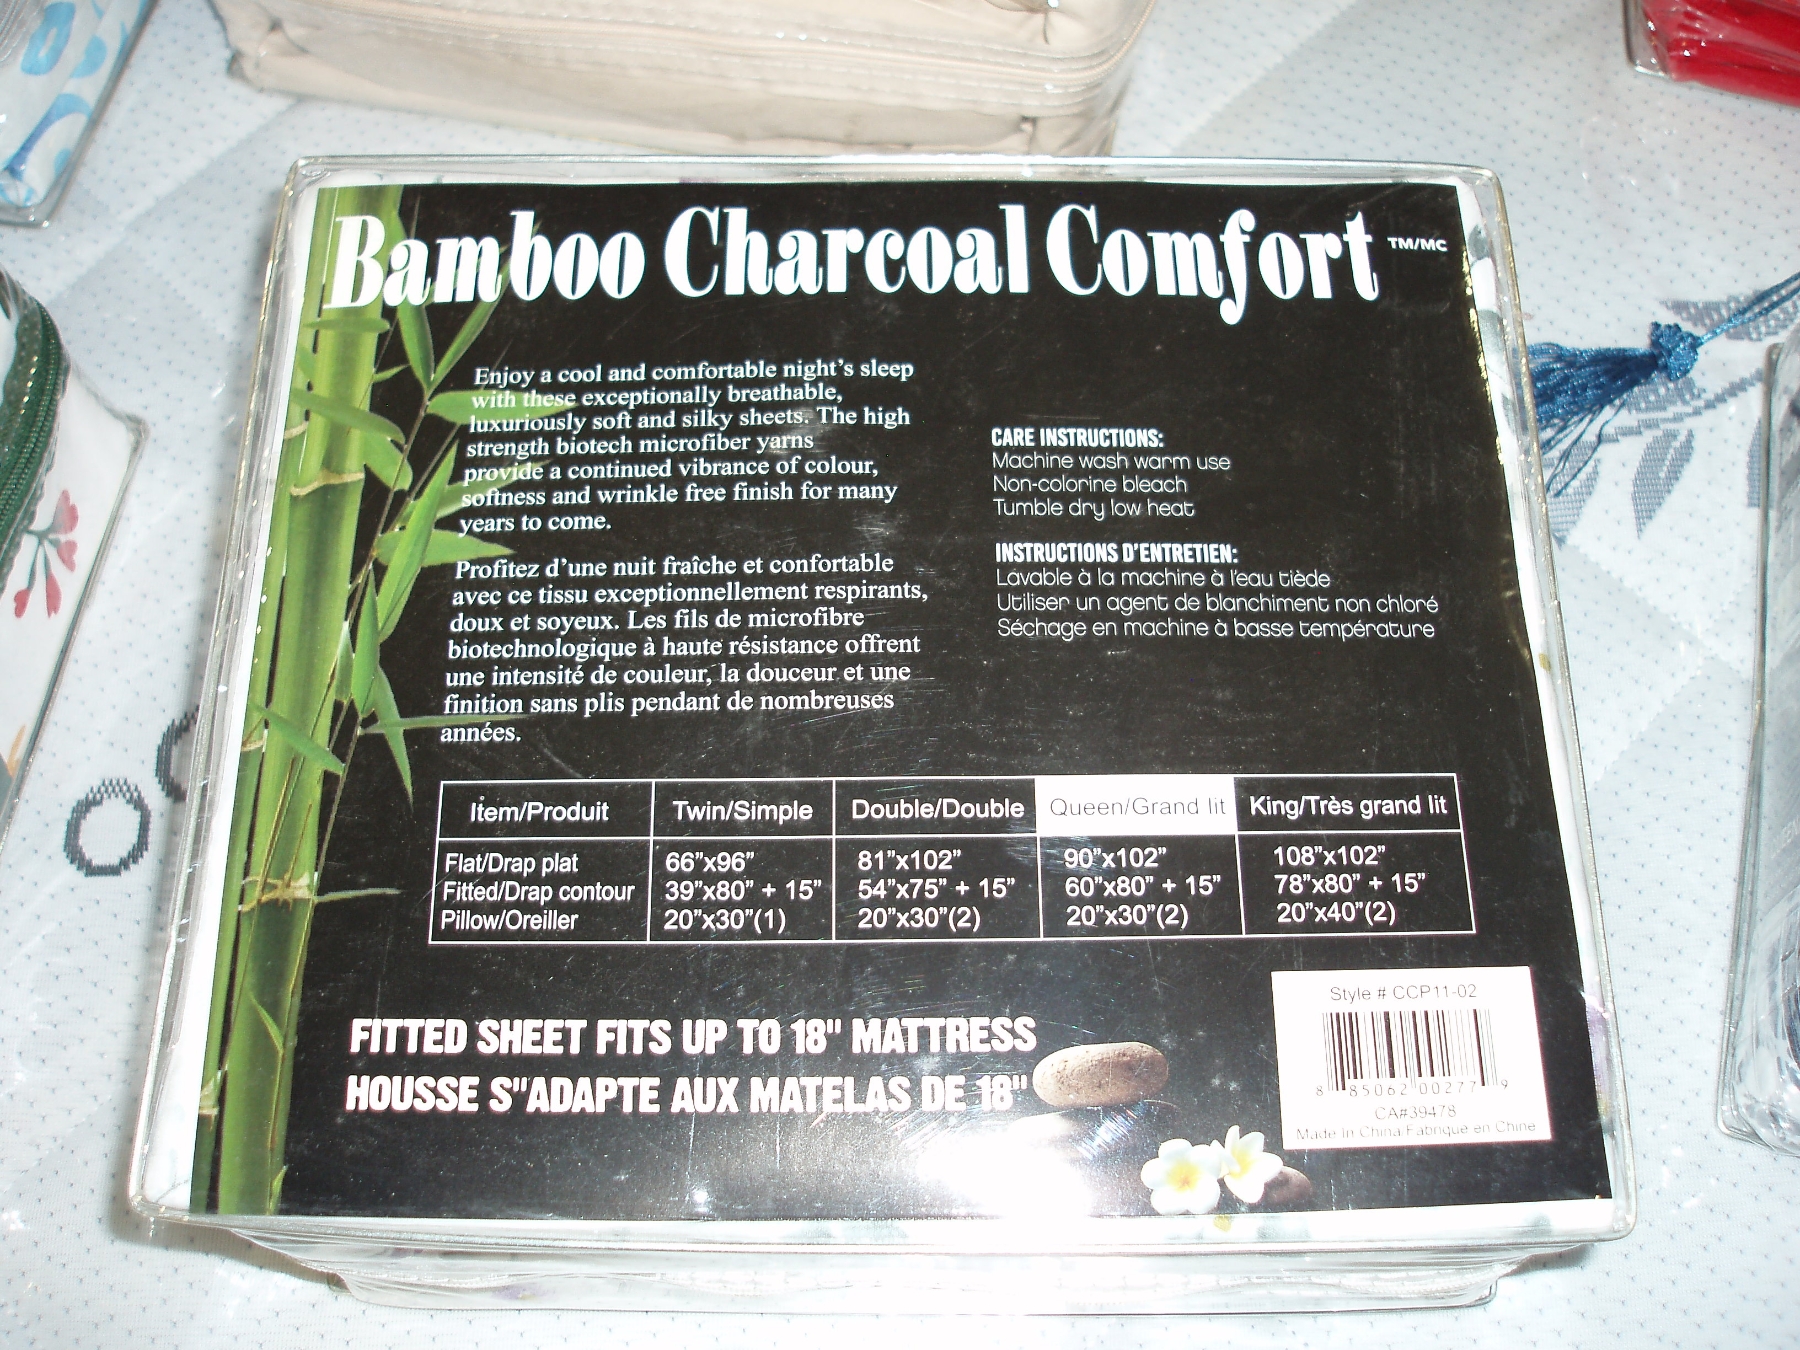 Bamboo Charcoal Comfort TM/MC
Enjoy a cool and comfortable night's sleep
with these exceptionally breathable,
luxuriously soft and silky sheets. The high
strength biotech microfiber yarns
provide a continued vibrance of colour,
softness and wrinkle free finish for many
years to come.
Profitez d'une nuit fraîche et confortable
avec ce tissu exceptionnellement respirants,
doux et soyeux. Les fils de microfibre
biotechnologique à haute résistance offrent
une intensité de couleur, la douceur et une
finition sans plis pendant de nombreuses
années.
CARE INSTRUCTIONS:
Machine wash warm use
Non-colorine bleach
Tumble dry low heat
INSTRUCTIONS D'ENTRETIEN:
Lavable à la machine à l'eau tiède
Utiliser un agent de blanchiment non chloré
Séchage en machine à basse température
Item/Produit Twin/Simple Double/Double Queen/Grand lit King/Très grand lit
Flat/Drap plat 66"x96" 81"x102" 90"x102" 108"x102"
Fitted/Drap contour 39"x80" + 15" 54"x75" + 15" 60"x80" + 15" 78"x80" + 15"
Pillow/Oreiller 20"x30"(1) 20"x30"(2) 20"x30"(2) 20"x40"(2)
FITTED SHEET FITS UP TO 18" MATTRESS
HOUSSE S"ADAPTE AUX MATELAS DE 18"
Style # CCP11-02
8 85062 00277 9
CA#39478
Made In China/Fabrique en Chine